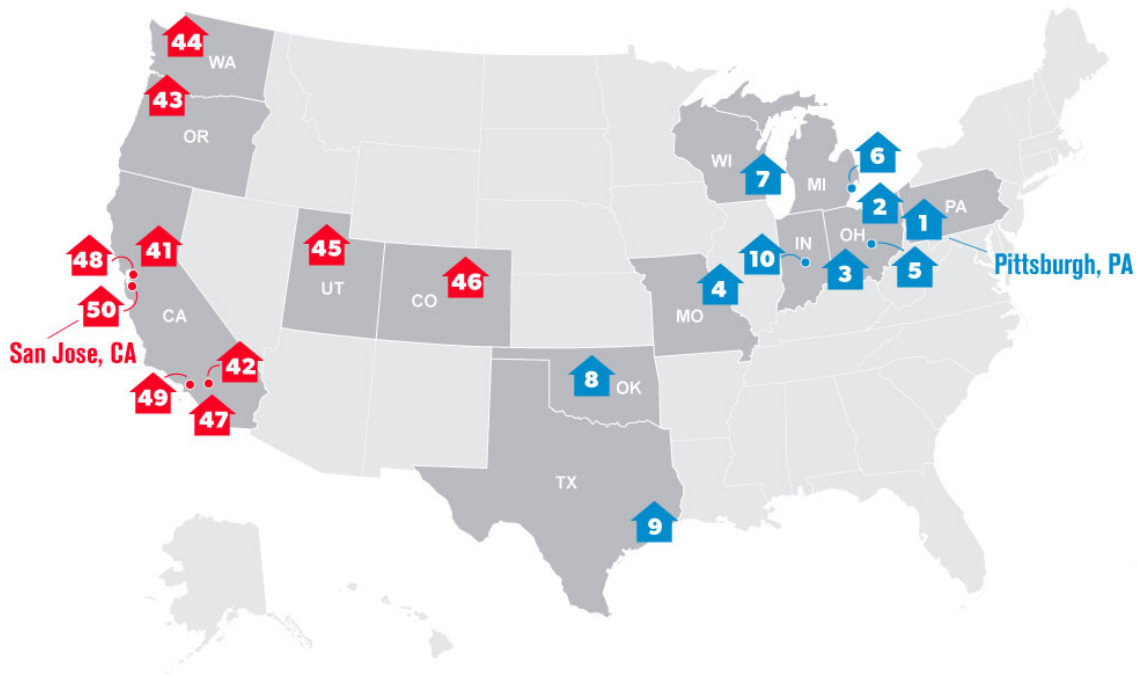 44
WA
43
OR
6
WI
7
MI
2
PA
1
48
41
45
IN
OH
10
Pittsburgh, PA
46
3
5
4
50
UT
CO
CA
MO
San Jose, CA
42
8
OK
49
47
TX
9